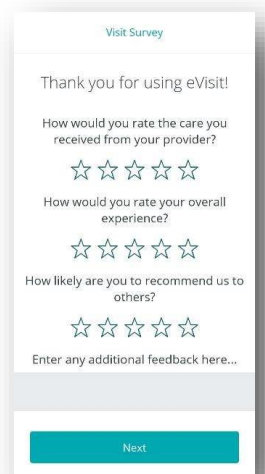 Visit Survey
Thank you for using eVisit!
How would you rate the care you
received from your provider?
How would you rate your overall
experience?
How likely are you to recommend us to
others?
Enter any additional feedback here...
Next